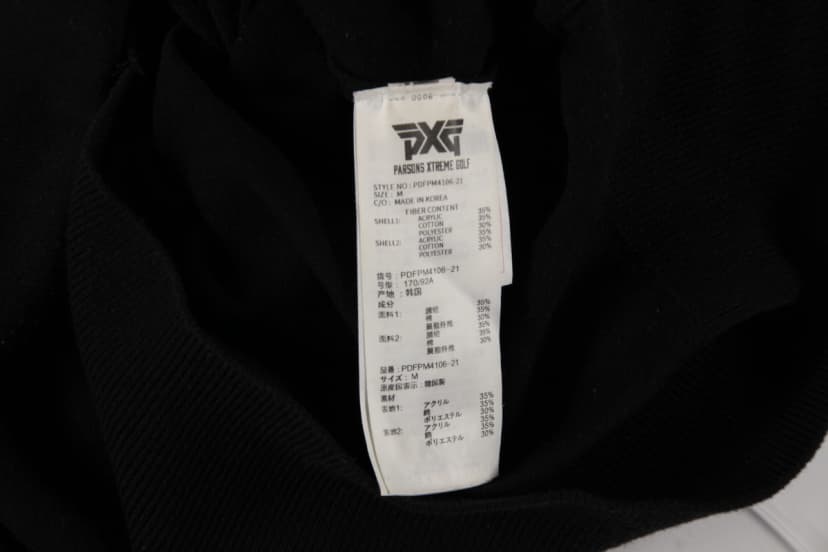 0006
PXG
PARSONS XTREME GOLF
STYLE NO : PDFPM4106-21
SIZE : M
C/O : MADE IN KOREA
FIBER CONTENT
SHELL1: ACRYLIC 35%
COTTON 35%
POLYESTER 30%
SHELL2: ACRYLIC 35%
COTTON 35%
POLYESTER 30%
货号 : PDFPM4106-21
号型 : 170/92A
产地 : 韩国
成分
面料1: 腈纶 35%
棉 35%
聚酯纤维 30%
面料2: 腈纶 35%
棉 35%
聚酯纤维 30%
品番 : PDFPM4106-21
サイズ : M
原産国表示 : 韓国製
素材
表地1: アクリル 35%
綿 35%
ポリエステル 30%
表地2: アクリル 35%
綿 35%
ポリエステル 30%